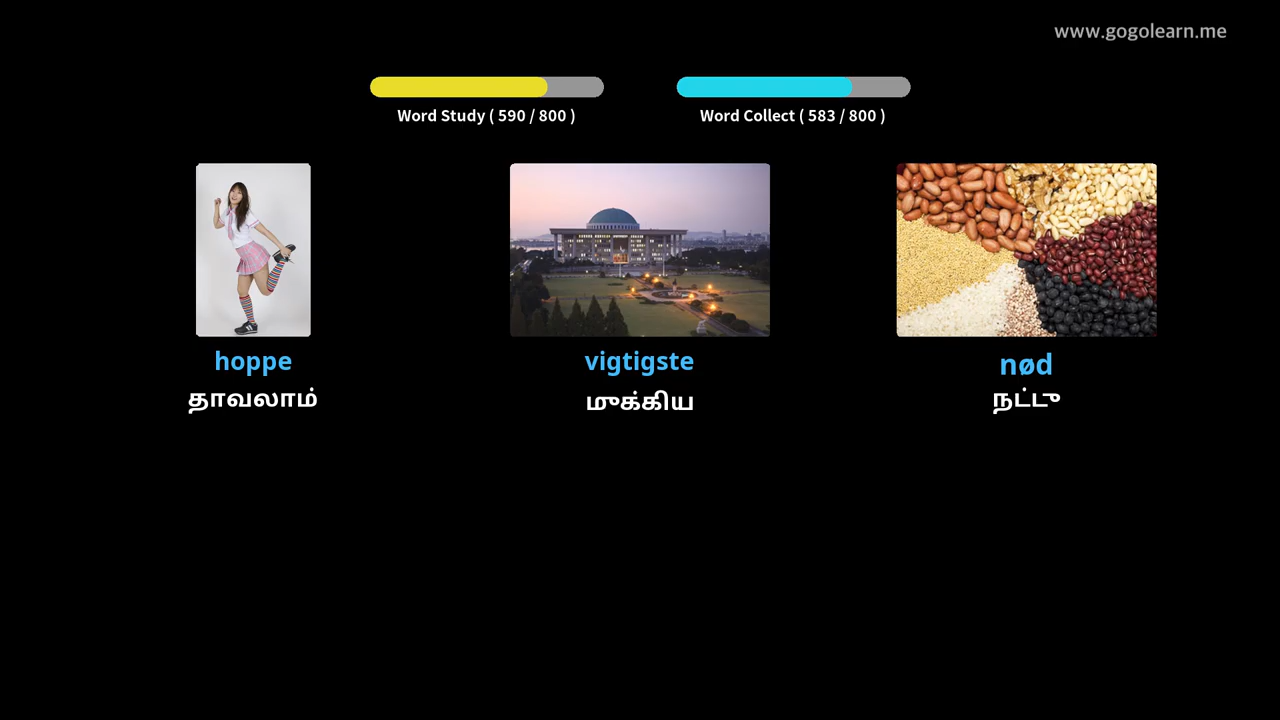 www.gogolearn.me
Word Study ( 590 / 800 )
Word Collect ( 583 / 800 )
hoppe
vigtigste
nød
தாவலாம்
முக்கிய
நட்டு